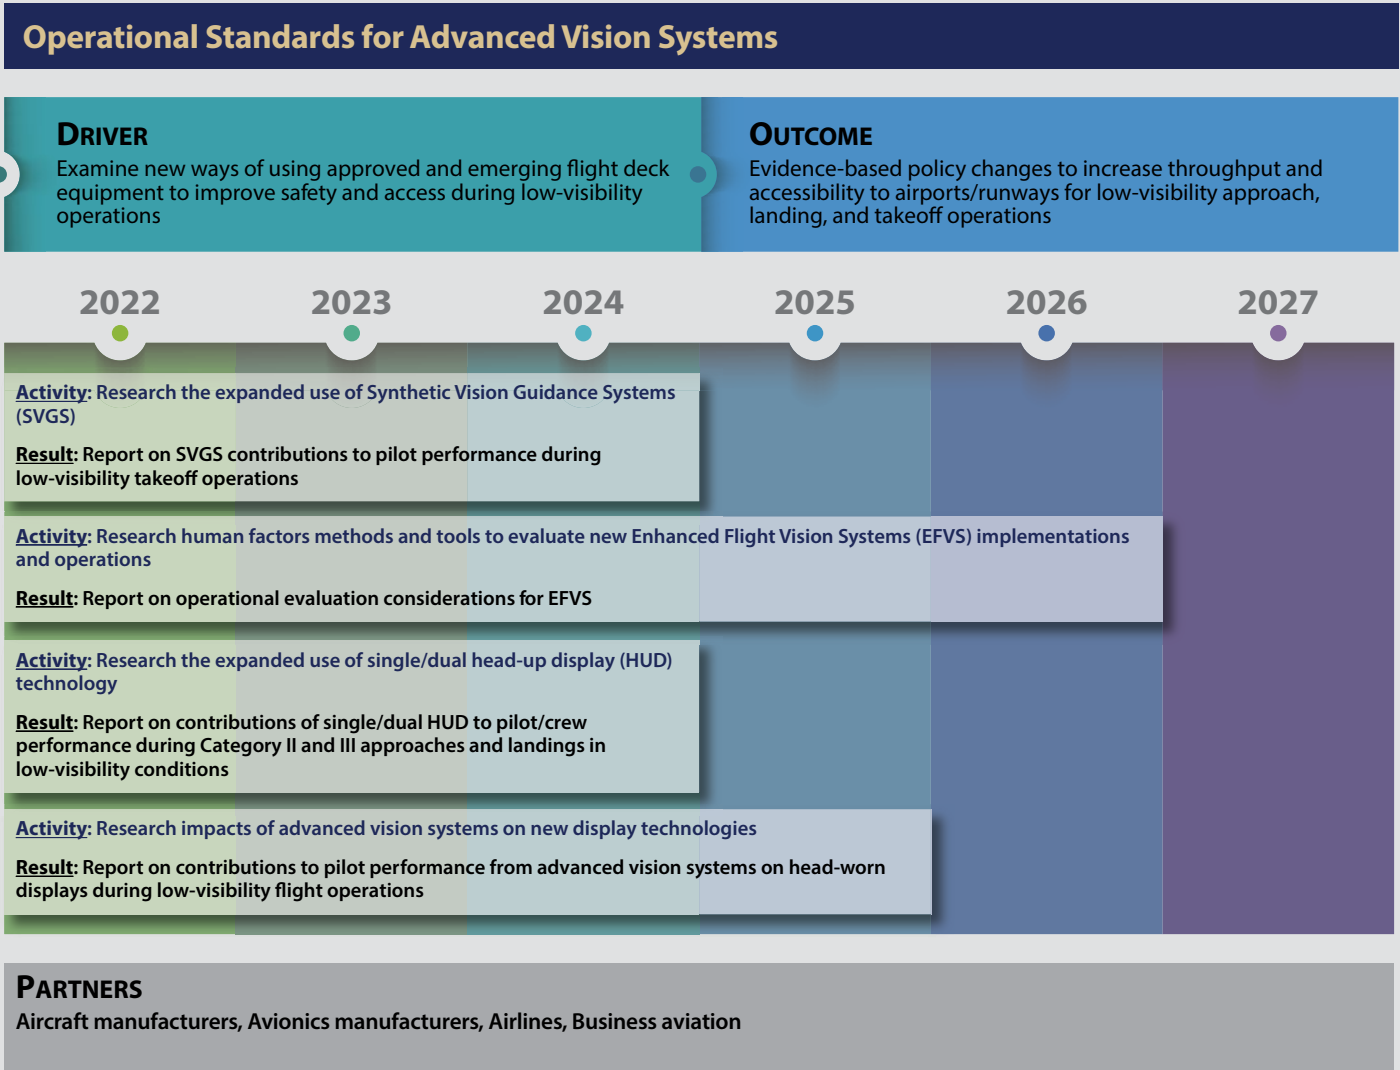 Operational Standards for Advanced Vision Systems
DRIVER
Examine new ways of using approved and emerging flight deck
equipment to improve safety and access during low-visibility
operations
OUTCOME
Evidence-based policy changes to increase throughput and
accessibility to airports/runways for low-visibility approach,
landing, and takeoff operations
2022 2023 2024 2025 2026 2027
Activity: Research the expanded use of Synthetic Vision Guidance Systems
(SVGS)
Result: Report on SVGS contributions to pilot performance during
low-visibility takeoff operations
Activity: Research human factors methods and tools to evaluate new Enhanced Flight Vision Systems (EFVS) implementations
and operations
Result: Report on operational evaluation considerations for EFVS
Activity: Research the expanded use of single/dual head-up display (HUD)
technology
Result: Report on contributions of single/dual HUD to pilot/crew
performance during Category II and III approaches and landings in
low-visibility conditions
Activity: Research impacts of advanced vision systems on new display technologies
Result: Report on contributions to pilot performance from advanced vision systems on head-worn
displays during low-visibility flight operations
PARTNERS
Aircraft manufacturers, Avionics manufacturers, Airlines, Business aviation